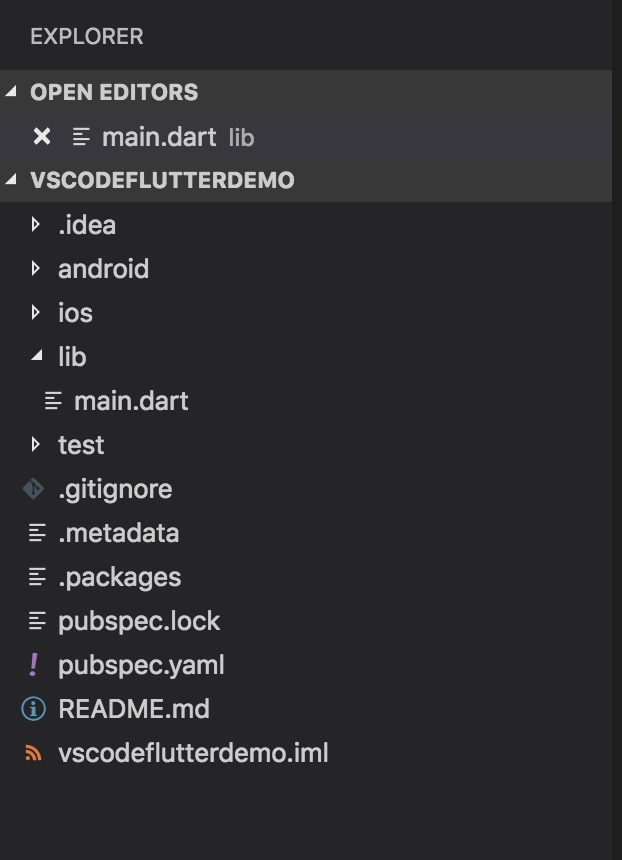 EXPLORER
OPEN EDITORS
main.dart lib
VSCODEFLUTTERDEMO
.idea
android
ios
lib
main.dart
test
.gitignore
.metadata
.packages
pubspec.lock
pubspec.yaml
README.md
vscodeflutterdemo.iml